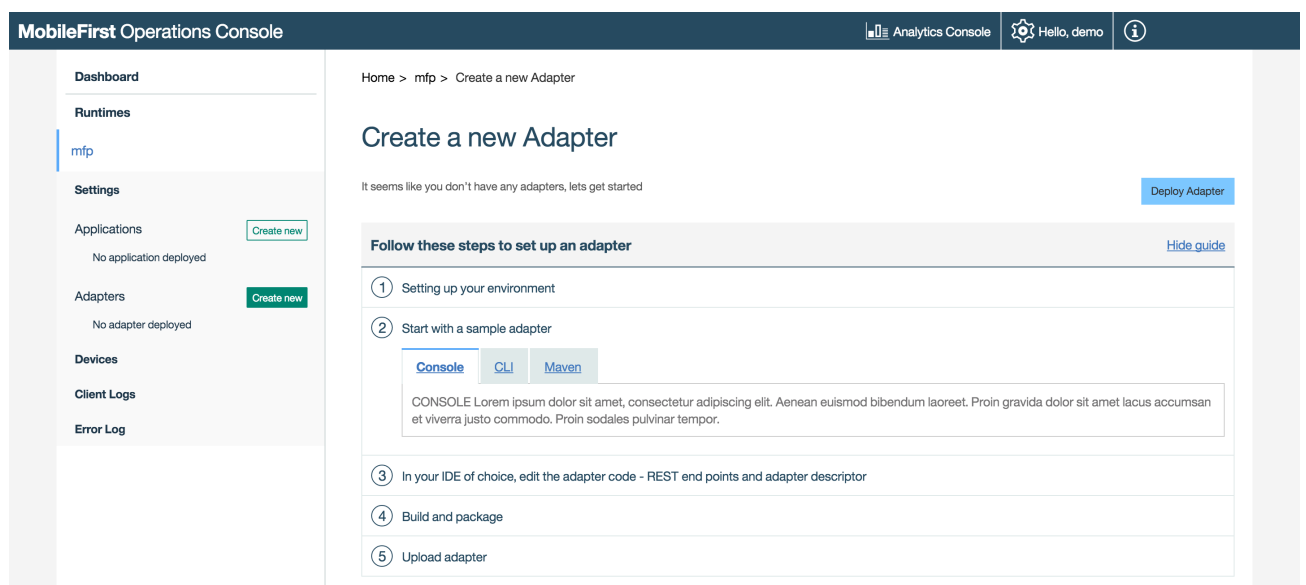 MobileFirst Operations Console
Analytics Console
Hello, demo
Dashboard
Runtimes
mfp
Settings
Applications
Create new
No application deployed
Adapters
Create new
No adapter deployed
Devices
Client Logs
Error Log
Home > mfp > Create a new Adapter
Create a new Adapter
It seems like you don't have any adapters, lets get started
Deploy Adapter
Follow these steps to set up an adapter
Hide guide
1 Setting up your environment
2 Start with a sample adapter
Console CLI Maven
CONSOLE Lorem ipsum dolor sit amet, consectetur adipiscing elit. Aenean euismod bibendum laoreet. Proin gravida dolor sit amet lacus accumsan
et viverra justo commodo. Proin sodales pulvinar tempor.
3 In your IDE of choice, edit the adapter code - REST end points and adapter descriptor
4 Build and package
5 Upload adapter